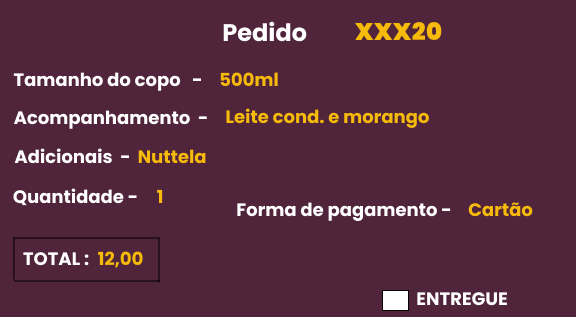 Pedido XXX20
Tamanho do copo - 500ml
Acompanhamento - Leite cond. e morango
Adicionais - Nuttela
Quantidade - 1
Forma de pagamento - Cartão
TOTAL : 12,00
ENTREGUE